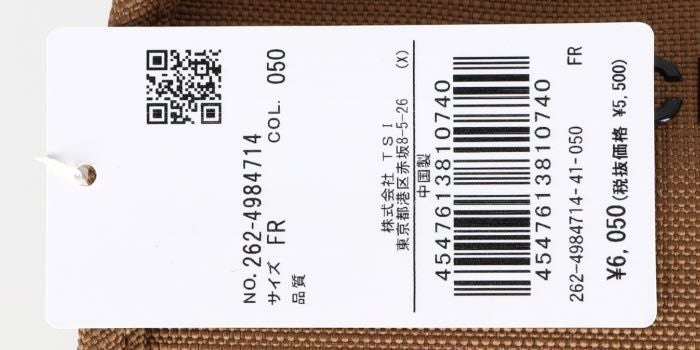 NO. 262-4984714
サイズ FR COL. 050
品質
株式会社 TSI (X)
東京都港区赤坂8-5-26
中国製
4547613810740
4547613810740
FR
262-4984714-41-050
¥6,050(税抜価格 ¥5,500)